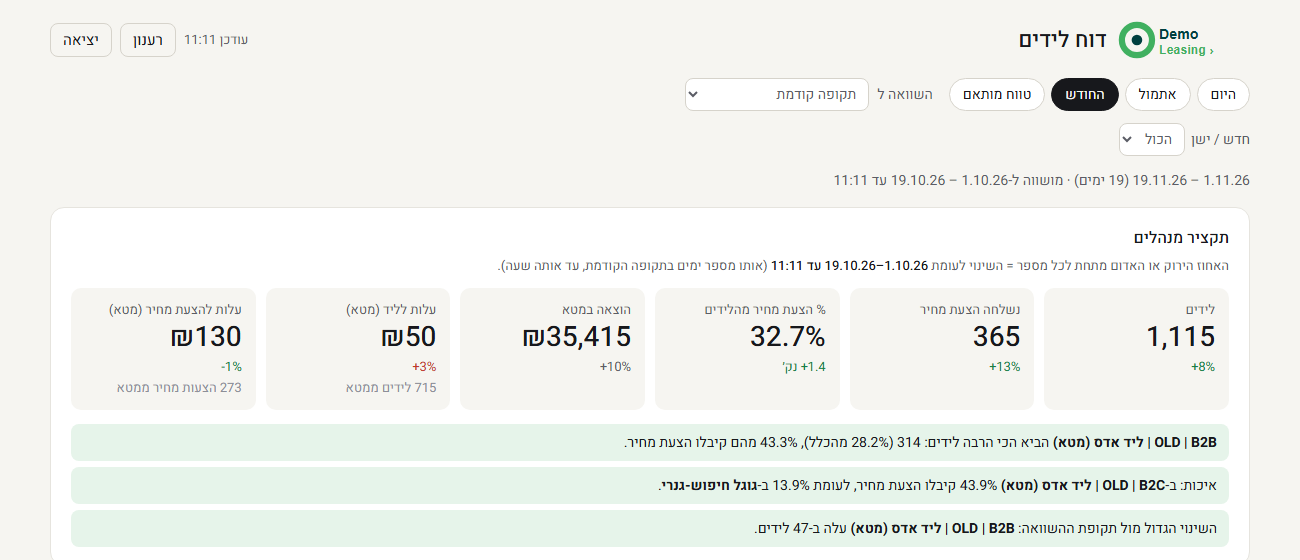 Demo
Leasing ›
דוח לידים
עודכן 11:11
רענון
יציאה
היום
אתמול
החודש
טווח מותאם
השוואה ל
תקופה קודמת
חדש / ישן
הכול
1.11.26 – 19.11.26 (19 ימים) · מושווה ל-1.10.26 – 19.10.26 עד 11:11
תקציר מנהלים
האחוז הירוק או האדום מתחת לכל מספר = השינוי לעומת 1.10.26–19.10.26 עד 11:11 (אותו מספר ימים בתקופה הקודמת, עד אותה שעה).
לידים
1,115
+8%
נשלחה הצעת מחיר
365
+13%
% הצעת מחיר מהלידים
32.7%
+1.4 נק׳
הוצאה במטא
₪35,415
+10%
עלות לליד (מטא)
₪50
+3%
715 לידים ממטא
עלות להצעת מחיר (מטא)
₪130
-1%
273 הצעות מחיר ממטא
OLD | B2B | ליד אדס (מטא) הביא הכי הרבה לידים: 314 (28.2% מהכלל), 43.3% מהם קיבלו הצעת מחיר.
איכות: ב-OLD | B2C | ליד אדס (מטא) 43.9% קיבלו הצעת מחיר, לעומת 13.9% ב-גוגל חיפוש-גנרי.
השינוי הגדול מול תקופת ההשוואה: OLD | B2B | ליד אדס (מטא) עלה ב-47 לידים.